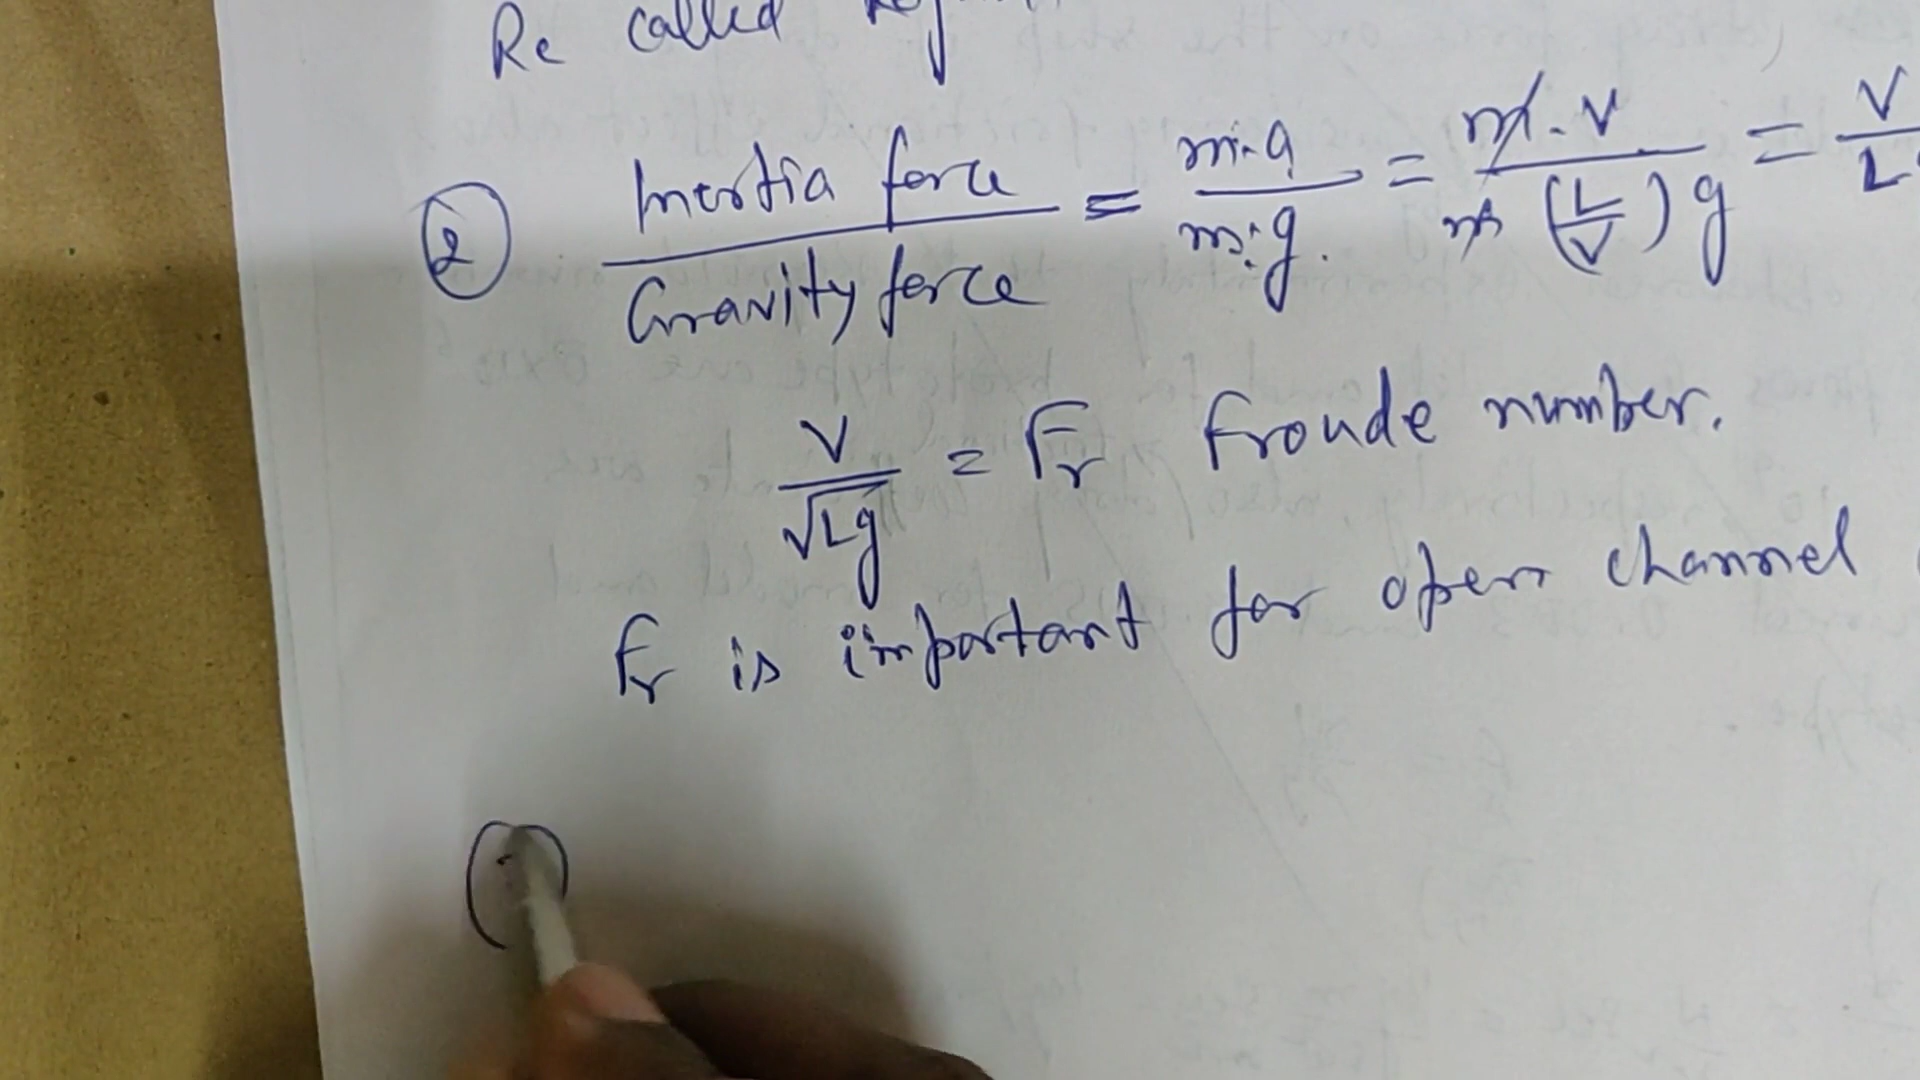 Re called
② Inertia force / Gravity force = m·a / m·g = m·V / m (L/V) g = V / L
V / √Lg = Fr Froude number.
Fr is important for open channel